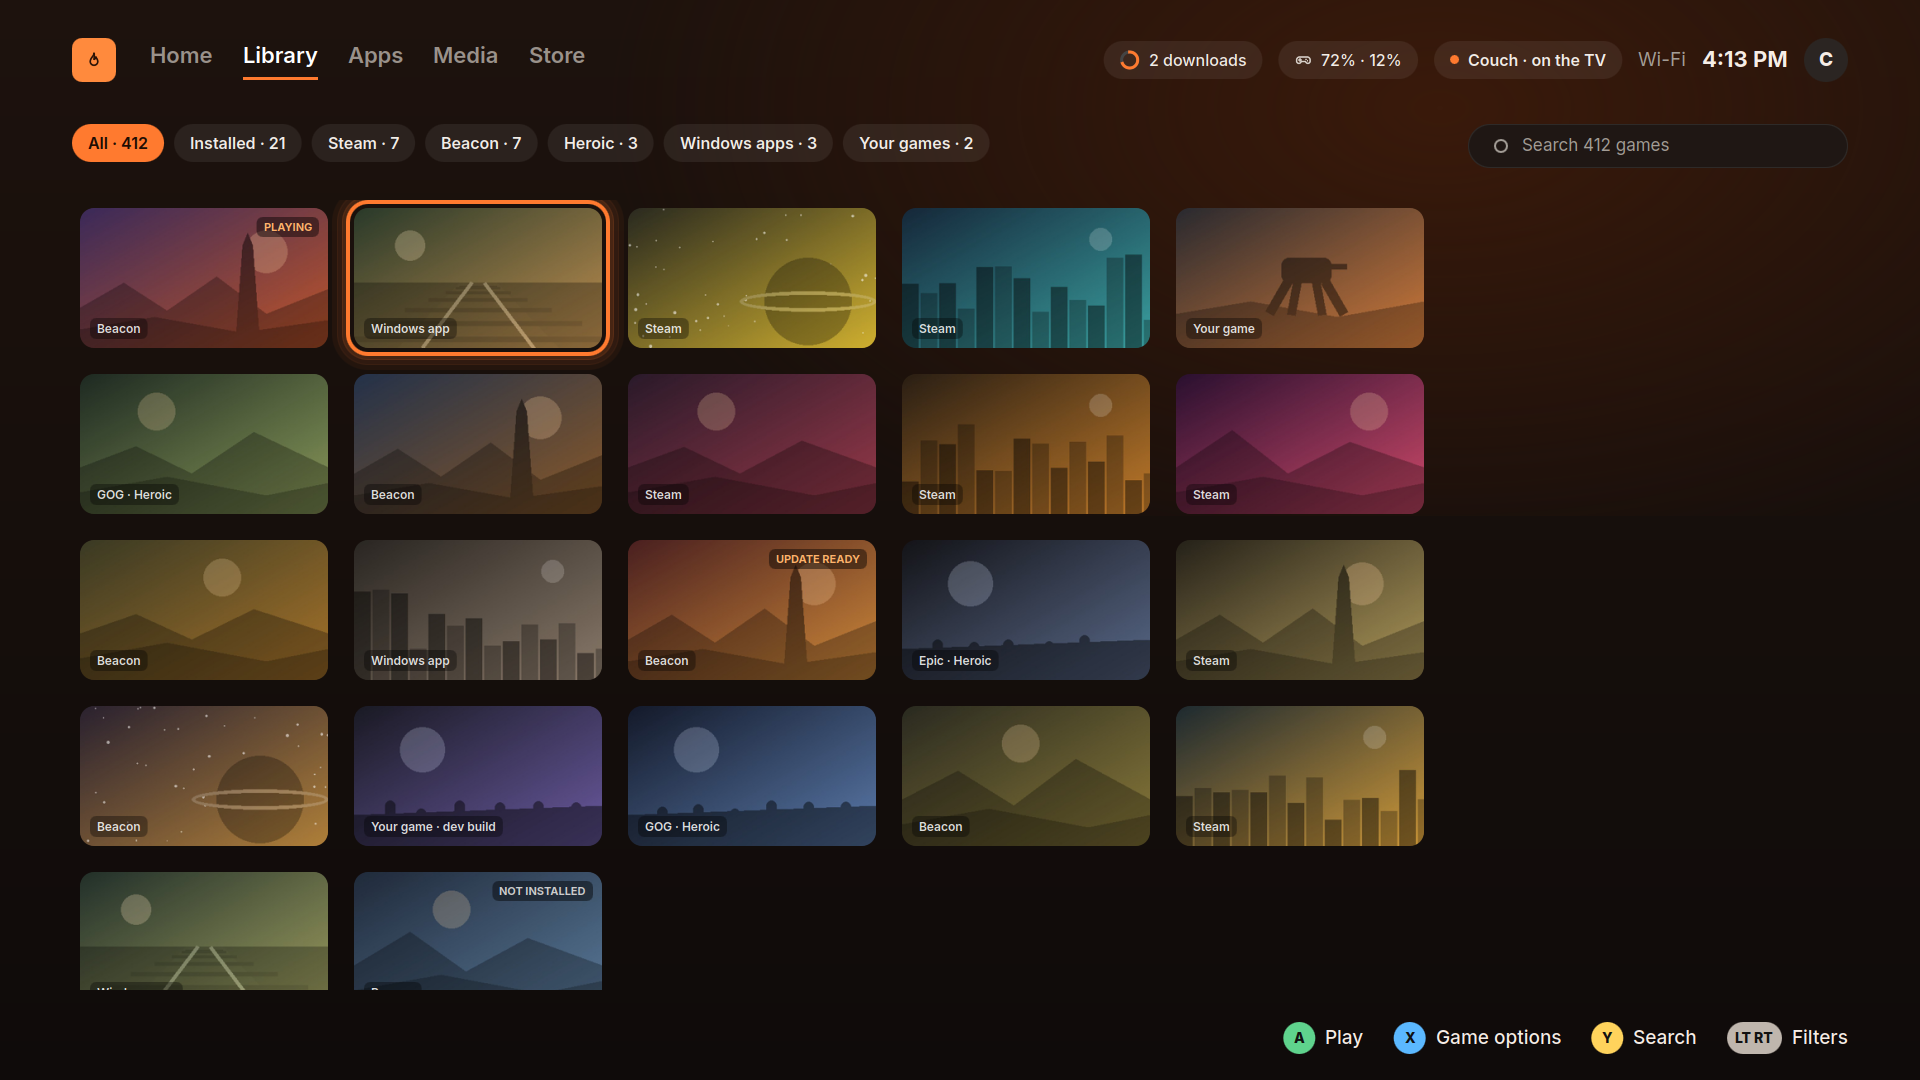 Home Library Apps Media Store
2 downloads 72% · 12% Couch · on the TV Wi-Fi 4:13 PM C
All · 412 Installed · 21 Steam · 7 Beacon · 7 Heroic · 3 Windows apps · 3 Your games · 2
Search 412 games
PLAYING
Beacon Windows app Steam Steam Your game
GOG · Heroic Beacon Steam Steam Steam
UPDATE READY
Beacon Windows app Beacon Epic · Heroic Steam
Beacon Your game · dev build GOG · Heroic Beacon Steam
NOT INSTALLED
A Play X Game options Y Search LT RT Filters